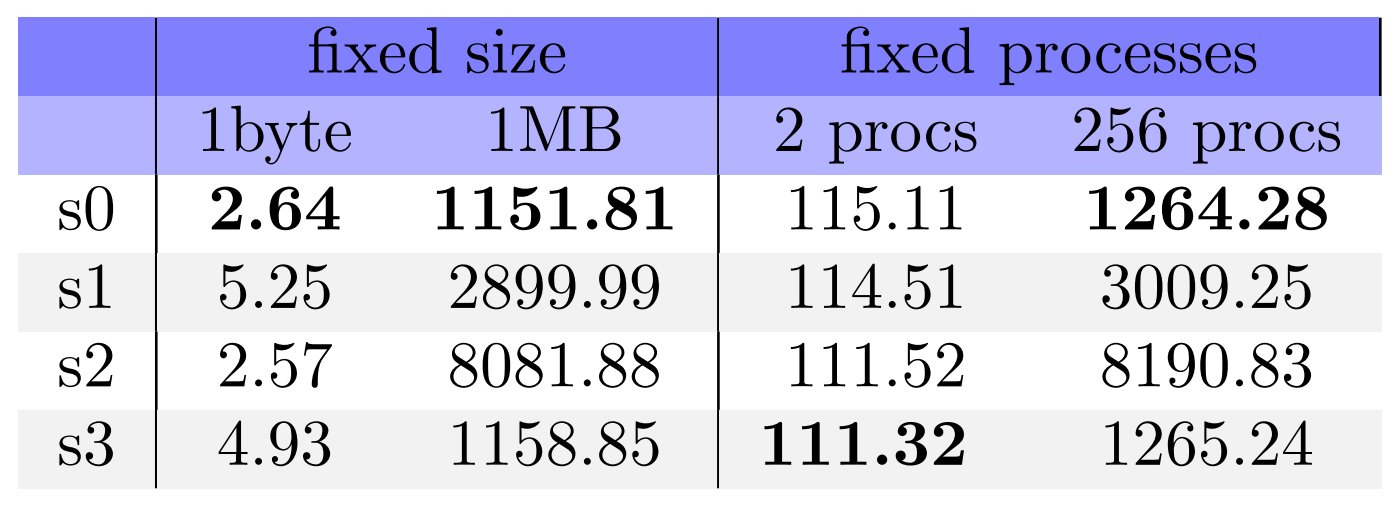 fixed size fixed processes
1byte 1MB 2 procs 256 procs
s0 2.64 1151.81 115.11 1264.28
s1 5.25 2899.99 114.51 3009.25
s2 2.57 8081.88 111.52 8190.83
s3 4.93 1158.85 111.32 1265.24